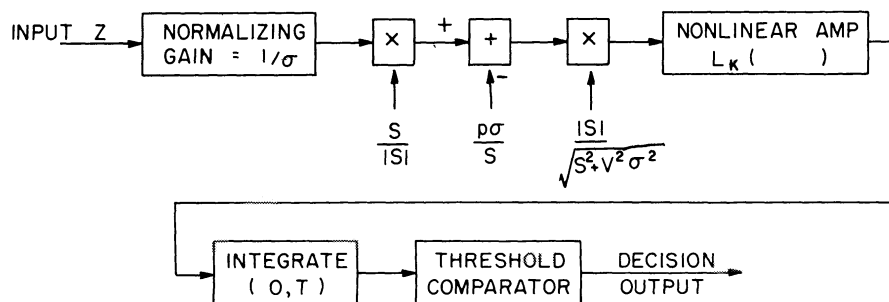 INPUT Z
NORMALIZING
GAIN = 1/σ
×
+
+
-
×
NONLINEAR AMP
L_K ( )
S/|S|
pσ/S
|S|/√(S²+V²σ²)
INTEGRATE
(0,T)
THRESHOLD
COMPARATOR
DECISION
OUTPUT